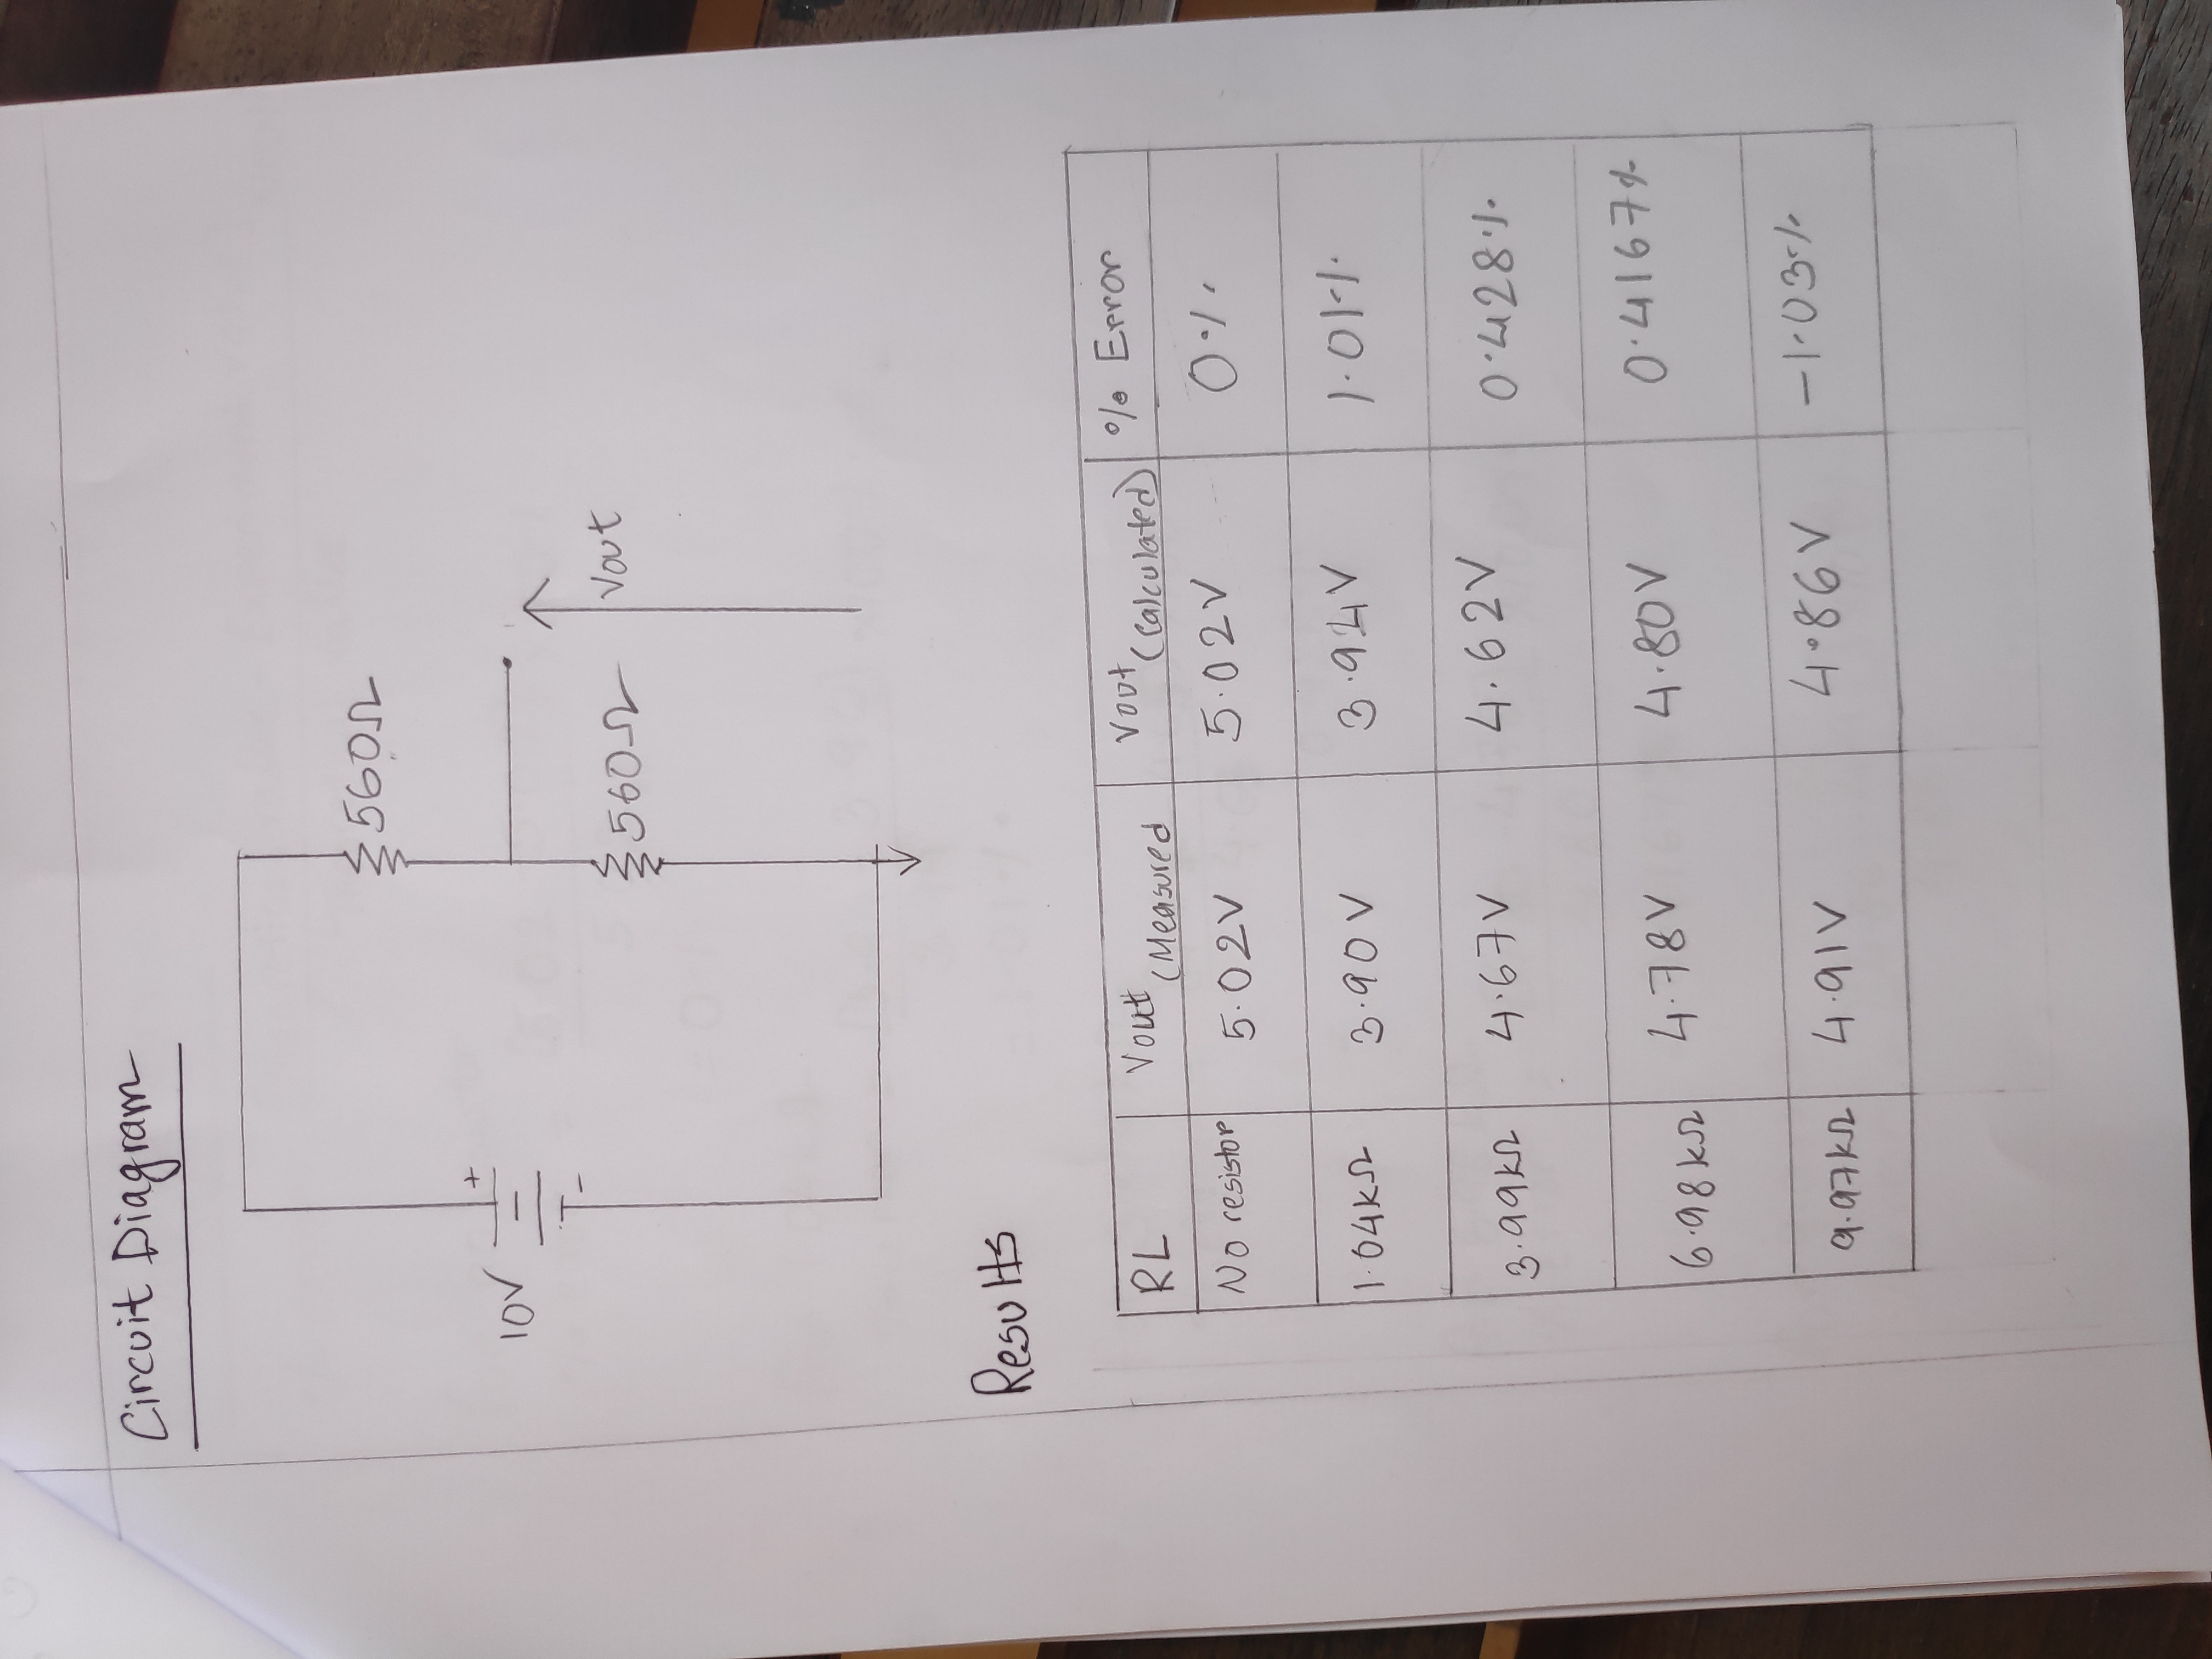 Circuit Diagram
560Ω
+
10V
-
560Ω
Vout
Results
RL Vout (Measured Vout (Calculated) % Error
No resistor 5.02V 5.02V 0%
1.04kΩ 3.90V 3.94V 1.01%
3.99kΩ 4.67V 4.62V 0.428%
6.98kΩ 4.78V 4.80V 0.4167%
9.97kΩ 4.91V 4.86V -1.03%